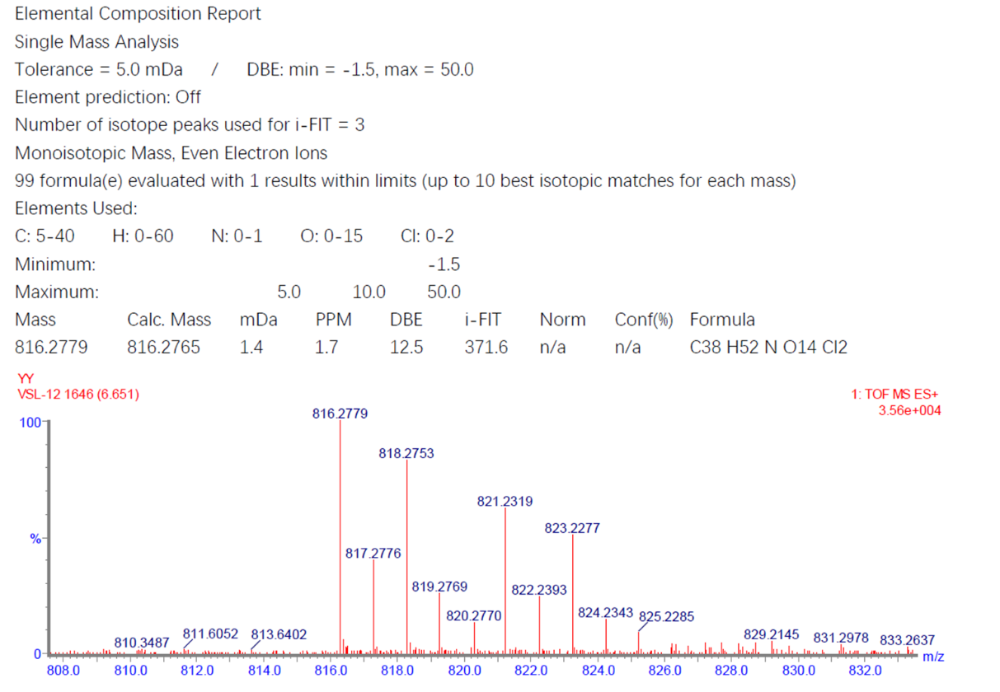 Elemental Composition Report
Single Mass Analysis
Tolerance = 5.0 mDa / DBE: min = -1.5, max = 50.0
Element prediction: Off
Number of isotope peaks used for i-FIT = 3
Monoisotopic Mass, Even Electron Ions
99 formula(e) evaluated with 1 results within limits (up to 10 best isotopic matches for each mass)
Elements Used:
C: 5-40 H: 0-60 N: 0-1 O: 0-15 Cl: 0-2
Minimum: -1.5
Maximum: 5.0 10.0 50.0
Mass Calc. Mass mDa PPM DBE i-FIT Norm Conf(%) Formula
816.2779 816.2765 1.4 1.7 12.5 371.6 n/a n/a C38 H52 N O14 Cl2
YY
VSL-12 1646 (6.651) 1: TOF MS ES+
3.56e+004
816.2779
100
818.2753
821.2319
823.2277
%
817.2776
819.2769
822.2393
820.2770
824.2343
825.2285
811.6052
813.6402
829.2145
831.2978
833.2637
810.3487
0
m/z
808.0 810.0 812.0 814.0 816.0 818.0 820.0 822.0 824.0 826.0 828.0 830.0 832.0